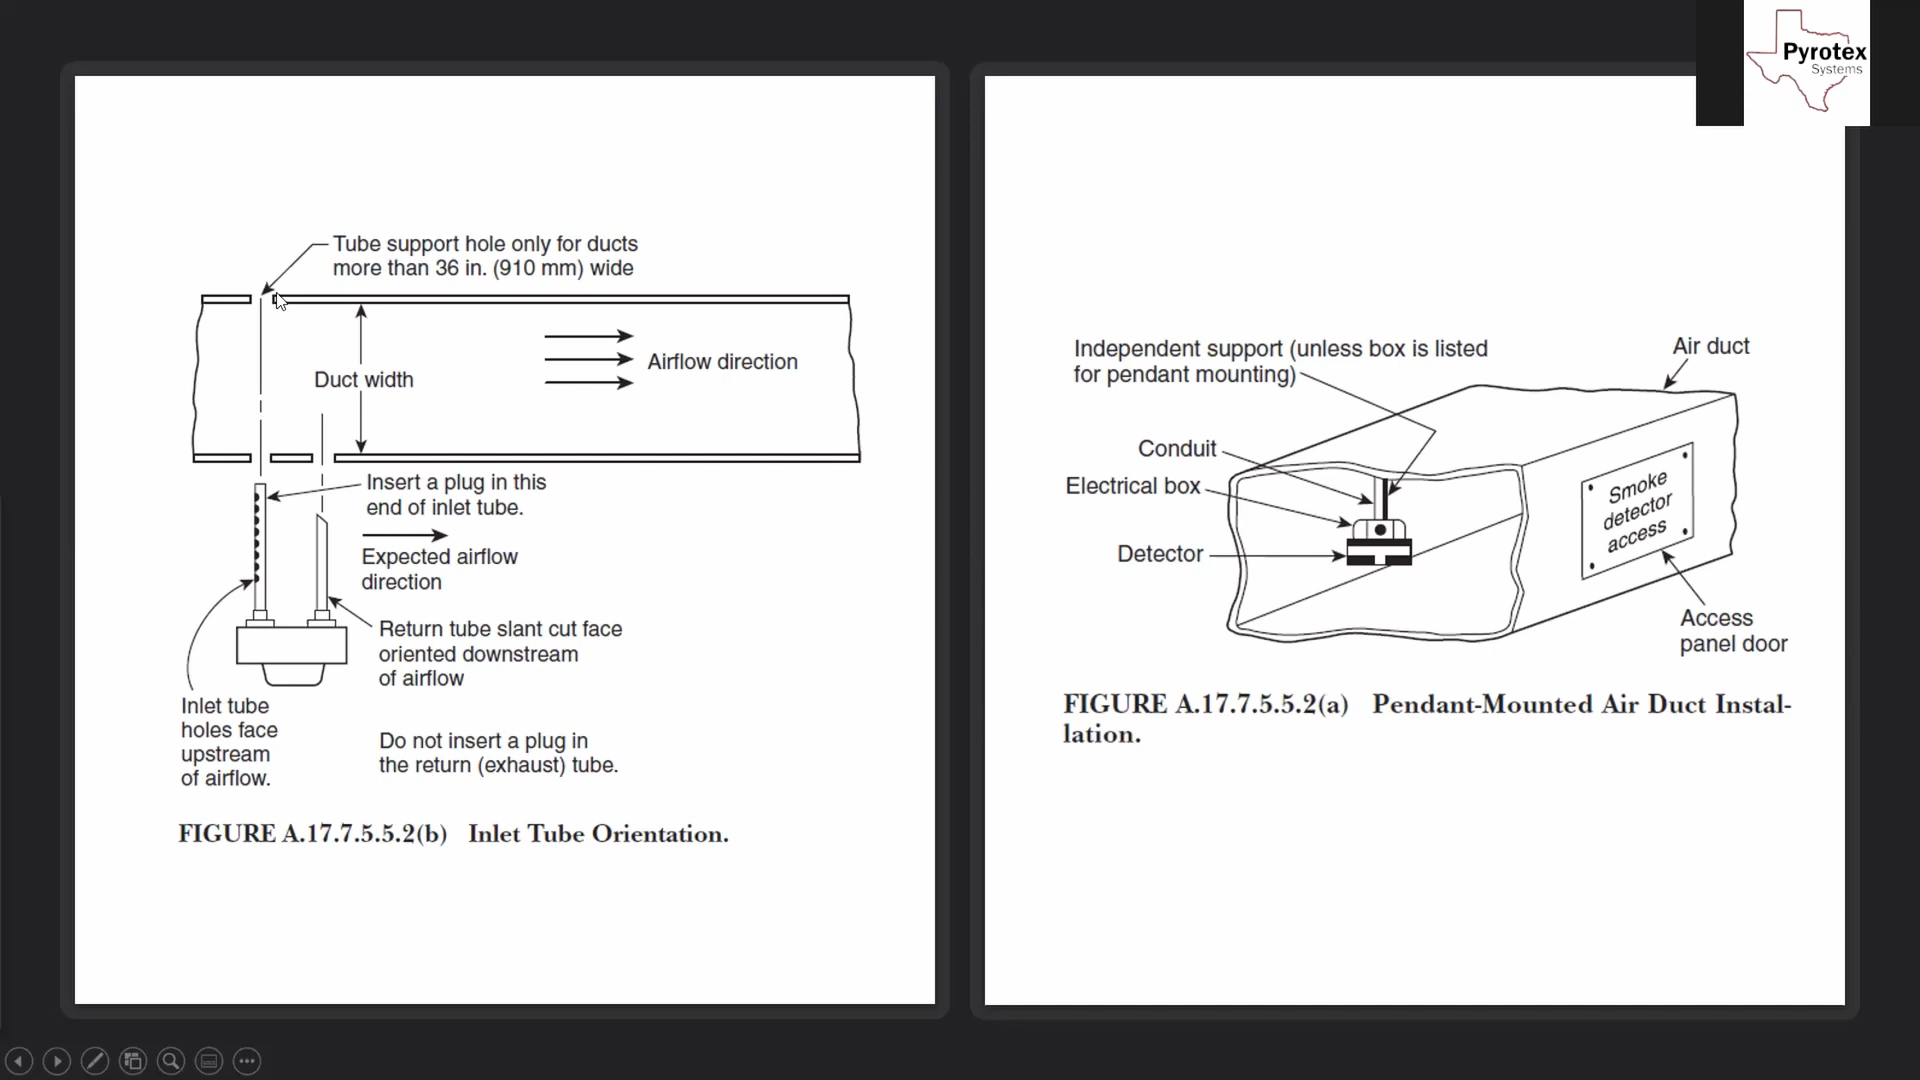 Pyrotex
Systems
Tube support hole only for ducts
more than 36 in. (910 mm) wide
Duct width
Airflow direction
Insert a plug in this
end of inlet tube.
Expected airflow
direction
Return tube slant cut face
oriented downstream
of airflow
Inlet tube
holes face
upstream
of airflow.
Do not insert a plug in
the return (exhaust) tube.
FIGURE A.17.7.5.5.2(b) Inlet Tube Orientation.
Independent support (unless box is listed
for pendant mounting)
Air duct
Conduit
Electrical box
Detector
Smoke
detector
access
Access
panel door
FIGURE A.17.7.5.5.2(a) Pendant-Mounted Air Duct Instal-
lation.